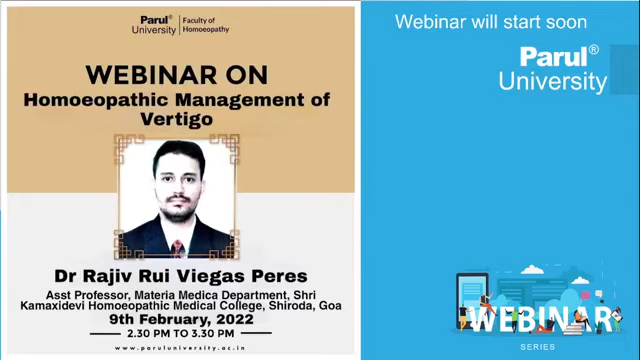 Parul®
University
Faculty of
Homoeopathy
WEBINAR ON
Homoeopathic Management of
Vertigo
Dr Rajiv Rui Viegas Peres
Asst Professor, Materia Medica Department, Shri
Kamaxidevi Homoeopathic Medical College, Shiroda, Goa
9th February, 2022
2.30 PM TO 3.30 PM
www.paruluniversity.ac.in
Webinar will start soon
Parul®
University
WEBINAR
SERIES